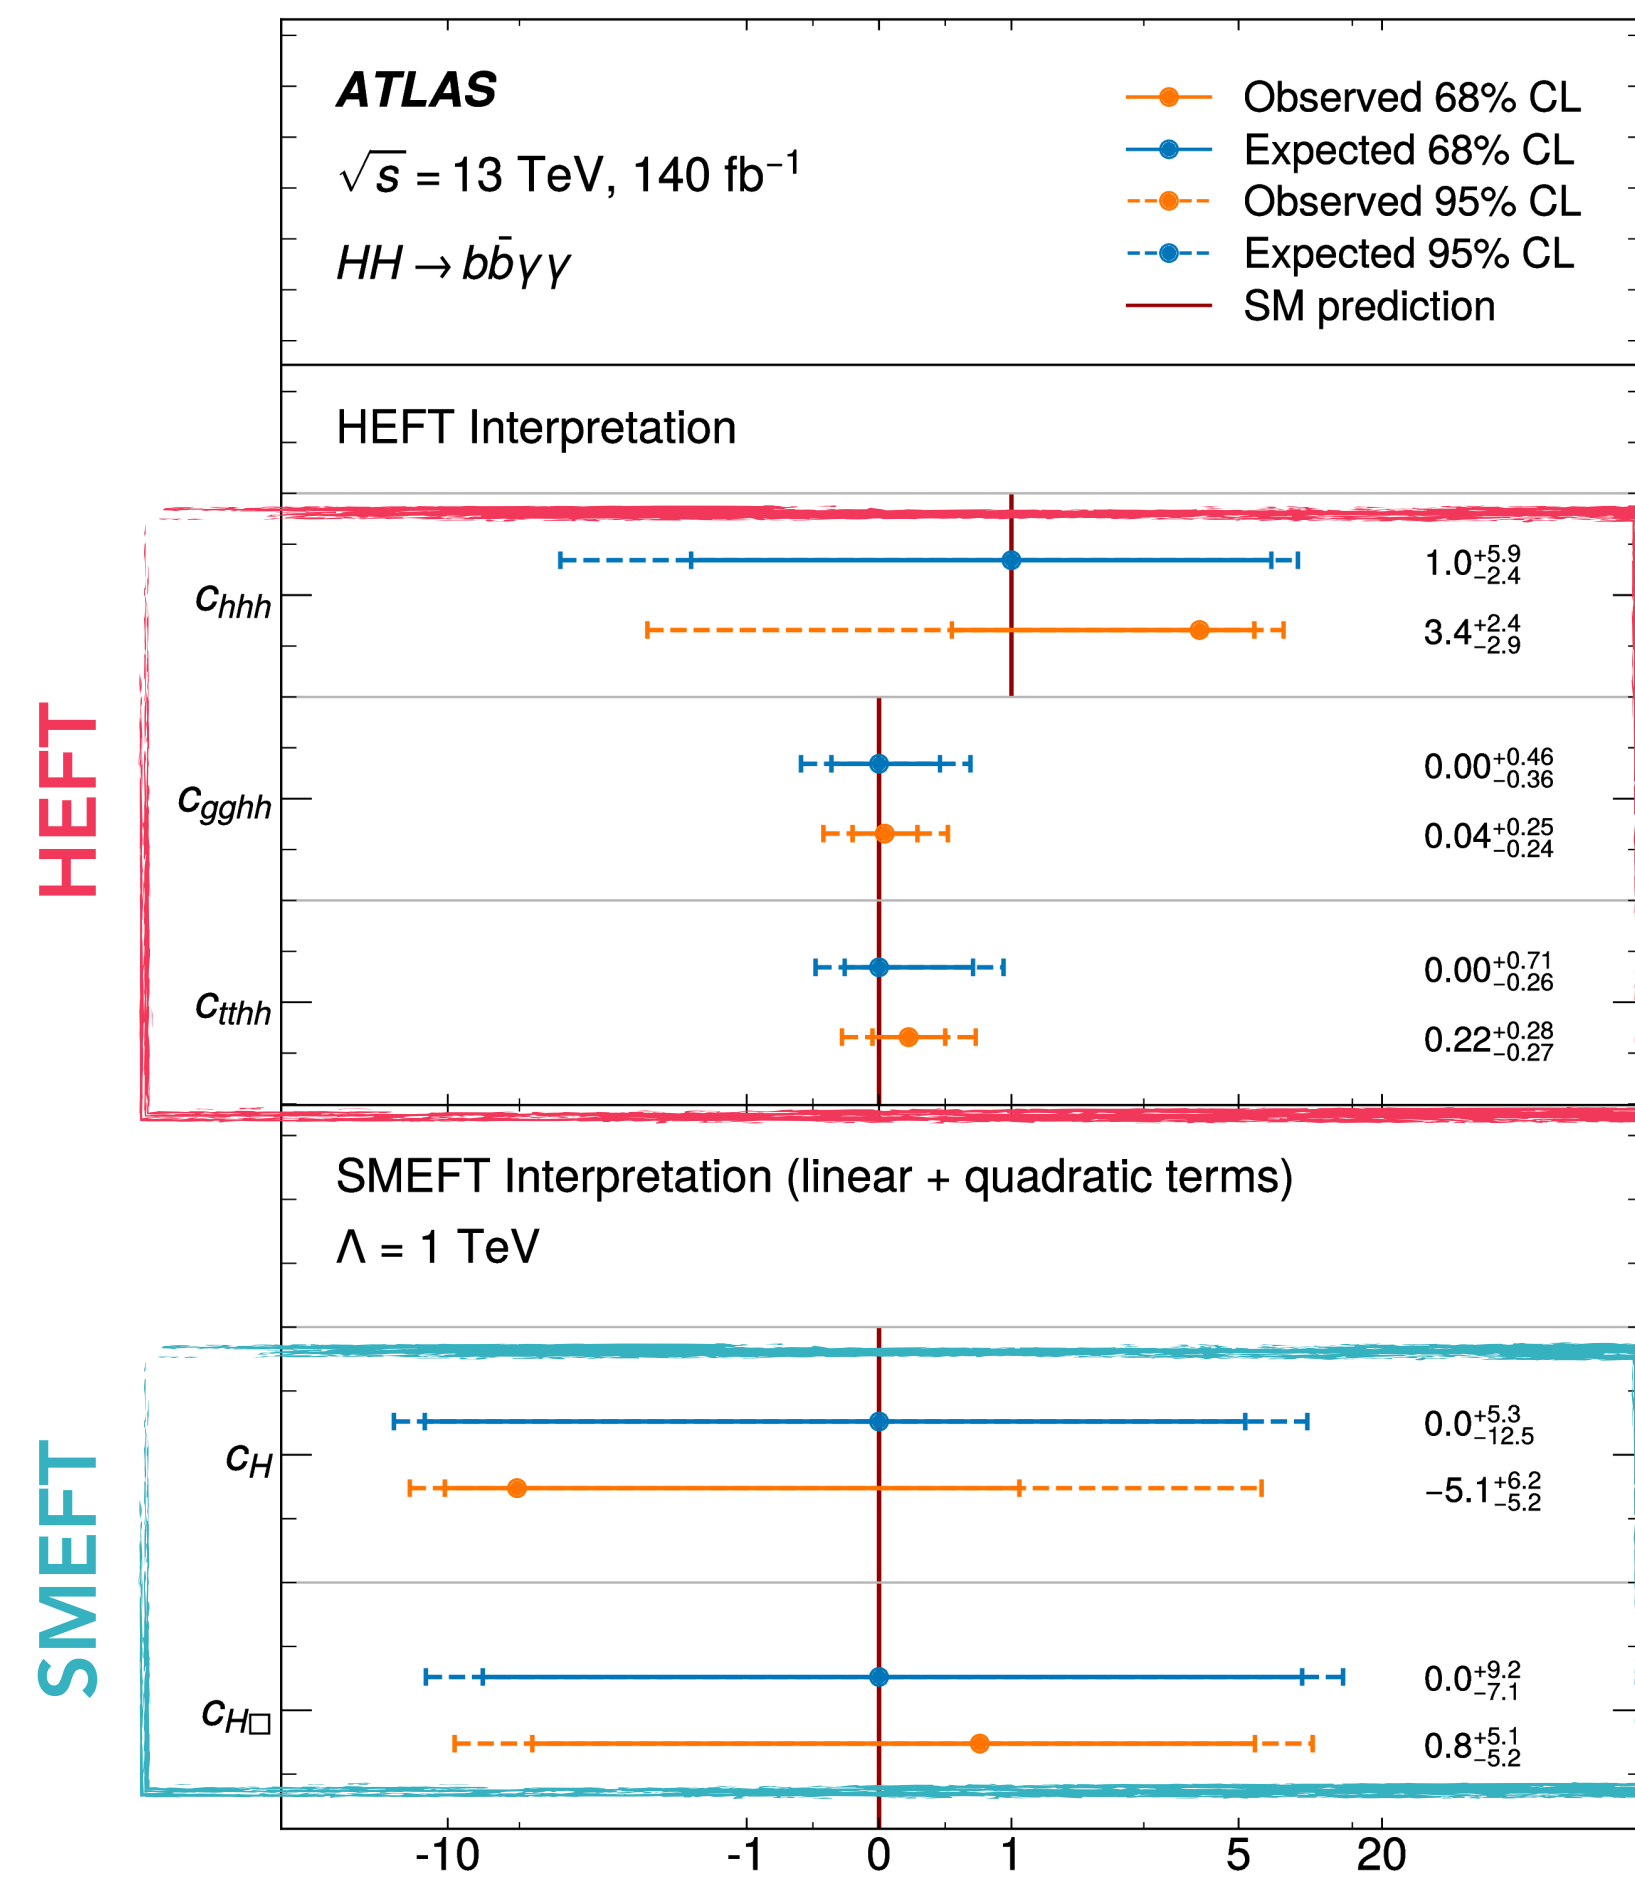 ATLAS
√s = 13 TeV, 140 fb⁻¹
HH → bb̄γγ
Observed 68% CL
Expected 68% CL
Observed 95% CL
Expected 95% CL
SM prediction
HEFT Interpretation
HEFT
c_hhh
1.0 +5.9 −2.4
3.4 +2.4 −2.9
c_gghh
0.00 +0.46 −0.36
0.04 +0.25 −0.24
c_tthh
0.00 +0.71 −0.26
0.22 +0.28 −0.27
SMEFT Interpretation (linear + quadratic terms)
Λ = 1 TeV
SMEFT
c_H
0.0 +5.3 −12.5
−5.1 +6.2 −5.2
c_H□
0.0 +9.2 −7.1
0.8 +5.1 −5.2
-10 -1 0 1 5 20